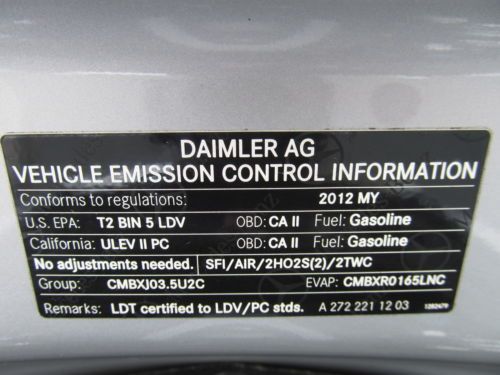 DAIMLER AG
VEHICLE EMISSION CONTROL INFORMATION
Conforms to regulations: 2012 MY
U.S. EPA: T2 BIN 5 LDV OBD: CA II Fuel: Gasoline
California: ULEV II PC OBD: CA II Fuel: Gasoline
No adjustments needed. SFI/AIR/2HO2S(2)/2TWC
Group: CMBXJ03.5U2C EVAP: CMBXR0165LNC
Remarks: LDT certified to LDV/PC stds. A 272 221 12 03